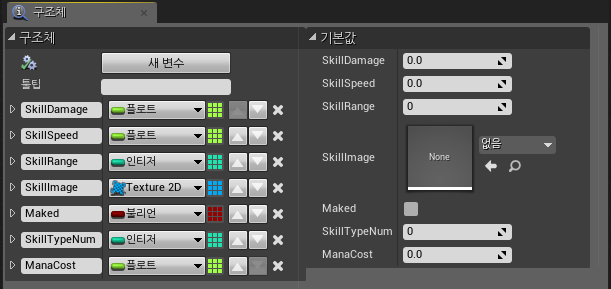 구조체
구조체
새 변수
툴팁
SkillDamage 플로트
SkillSpeed 플로트
SkillRange 인티저
SkillImage Texture 2D
Maked 불리언
SkillTypeNum 인티저
ManaCost 플로트
기본값
SkillDamage 0.0
SkillSpeed 0.0
SkillRange 0
SkillImage None 없음
Maked
SkillTypeNum 0
ManaCost 0.0